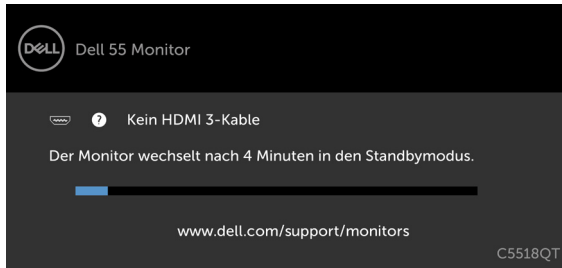 DELL
Dell 55 Monitor
? Kein HDMI 3-Kable
Der Monitor wechselt nach 4 Minuten in den Standbymodus.
www.dell.com/support/monitors
C5518QT